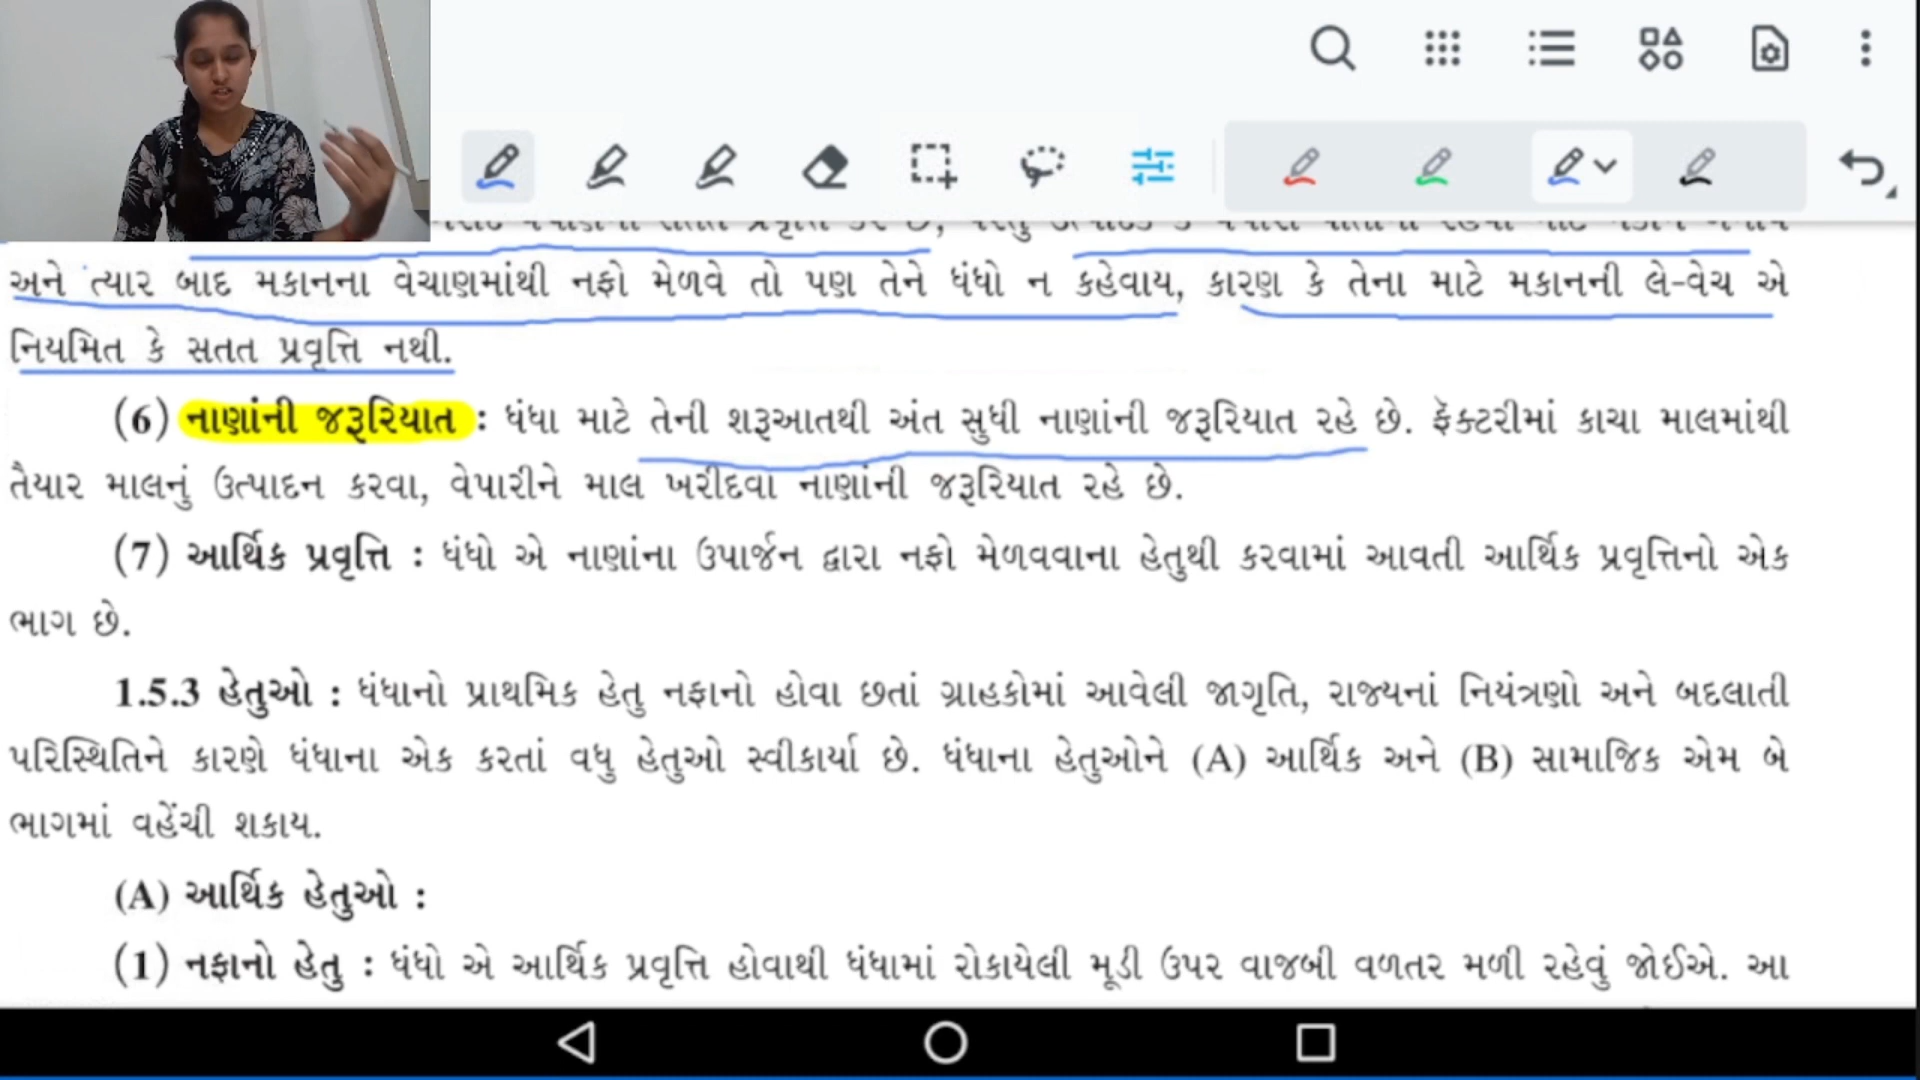 અને ત્યાર બાદ મકાનના વેચાણમાંથી નફો મેળવે તો પણ તેને ધંધો ન કહેવાય, કારણ કે તેના માટે મકાનની લે-વેચ એ
નિયમિત કે સતત પ્રવૃત્તિ નથી.
(6) નાણાંની જરૂરિયાત : ધંધા માટે તેની શરૂઆતથી અંત સુધી નાણાંની જરૂરિયાત રહે છે. ફૅક્ટરીમાં કાચા માલમાંથી
તૈયાર માલનું ઉત્પાદન કરવા, વેપારીને માલ ખરીદવા નાણાંની જરૂરિયાત રહે છે.
(7) આર્થિક પ્રવૃત્તિ : ધંધો એ નાણાંના ઉપાર્જન દ્વારા નફો મેળવવાના હેતુથી કરવામાં આવતી આર્થિક પ્રવૃત્તિનો એક
ભાગ છે.
1.5.3 હેતુઓ : ધંધાનો પ્રાથમિક હેતુ નફાનો હોવા છતાં ગ્રાહકોમાં આવેલી જાગૃતિ, રાજ્યનાં નિયંત્રણો અને બદલાતી
પરિસ્થિતિને કારણે ધંધાના એક કરતાં વધુ હેતુઓ સ્વીકાર્યા છે. ધંધાના હેતુઓને (A) આર્થિક અને (B) સામાજિક એમ બે
ભાગમાં વહેંચી શકાય.
(A) આર્થિક હેતુઓ :
(1) નફાનો હેતુ : ધંધો એ આર્થિક પ્રવૃત્તિ હોવાથી ધંધામાં રોકાયેલી મૂડી ઉપર વાજબી વળતર મળી રહેવું જોઈએ. આ